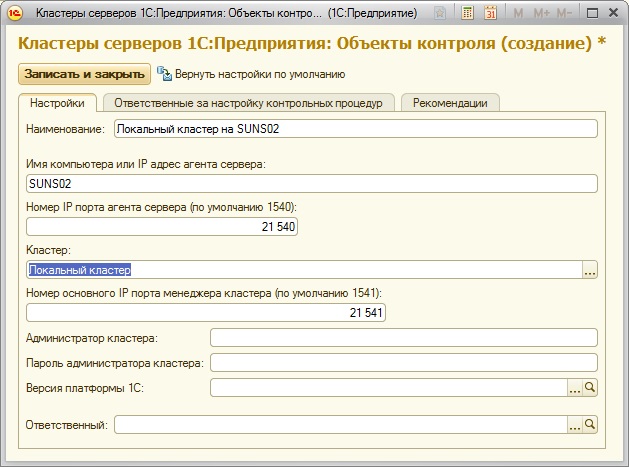 Кластеры серверов 1С:Предприятия: Объекты контро... (1С:Предприятие)
M M+ M−
Кластеры серверов 1С:Предприятия: Объекты контроля (создание) *
Записать и закрыть Вернуть настройки по умолчанию
Настройки Ответственные за настройку контрольных процедур Рекомендации
Наименование: Локальный кластер на SUNS02
Имя компьютера или IP адрес агента сервера:
SUNS02
Номер IP порта агента сервера (по умолчанию 1540):
21 540
Кластер:
Локальный кластер ...
Номер основного IP порта менеджера кластера (по умолчанию 1541):
21 541
Администратор кластера:
Пароль администратора кластера:
Версия платформы 1С: ...
Ответственный: ...